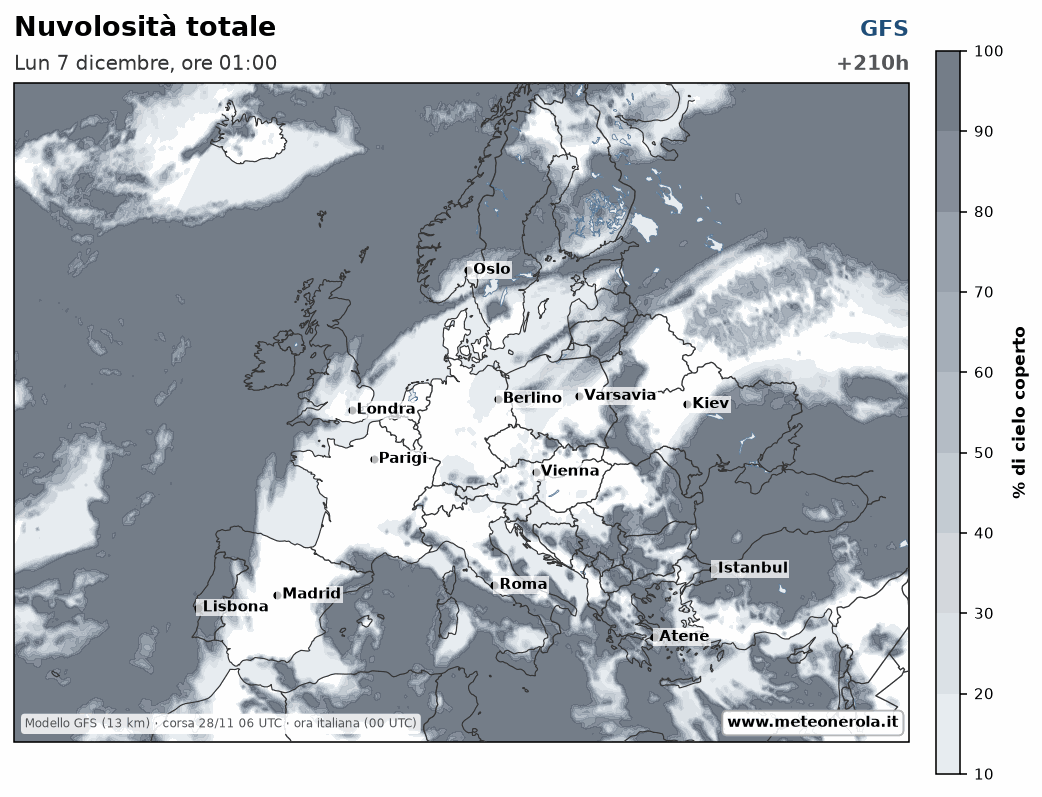 Nuvolosità totale
GFS
Lun 7 dicembre, ore 01:00
+210h
100
90
80
70
60
50
40
30
20
10
% di cielo coperto
Oslo
Londra
Berlino
Varsavia
Kiev
Parigi
Vienna
Madrid
Lisbona
Roma
Istanbul
Atene
Modello GFS (13 km) · corsa 28/11 06 UTC · ora italiana (00 UTC)
www.meteonerola.it